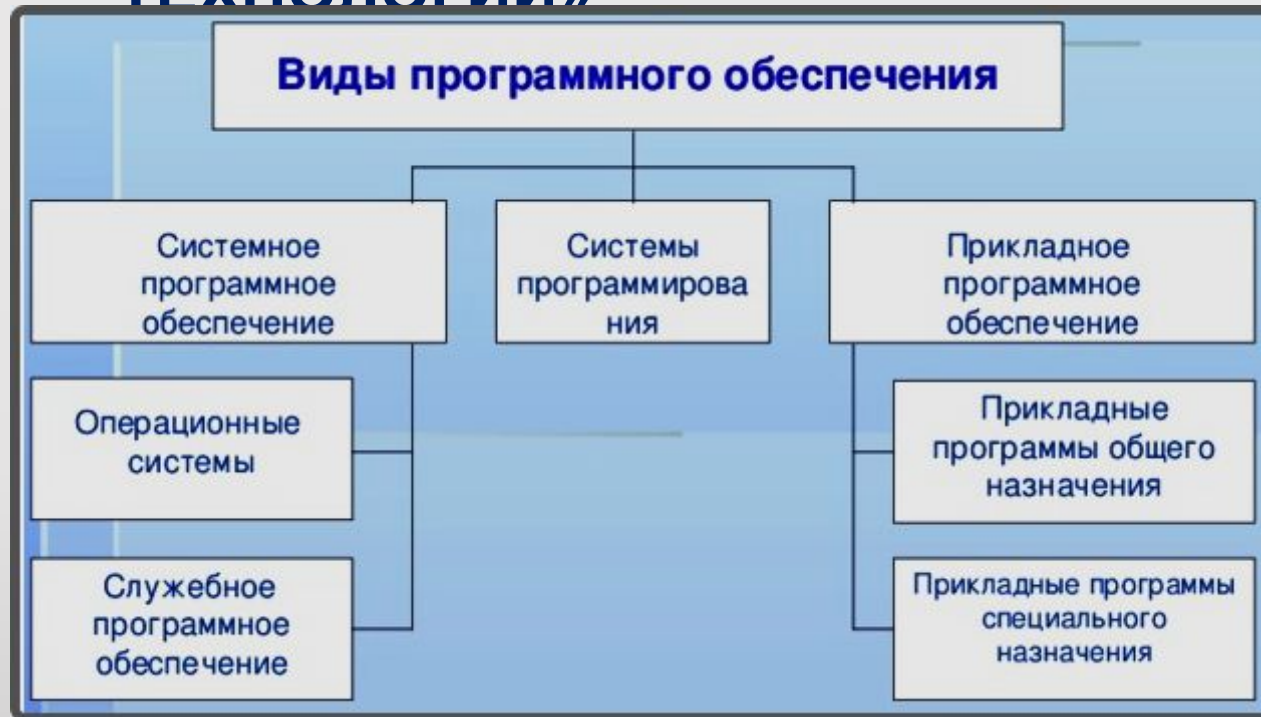 Виды программного обеспечения
Системное
программное
обеспечение
Системы
программирова
ния
Прикладное
программное
обеспечение
Операционные
системы
Прикладные
программы общего
назначения
Служебное
программное
обеспечение
Прикладные программы
специального
назначения